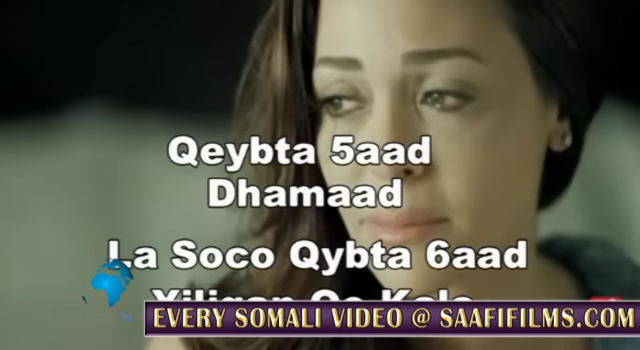 Qeybta 5aad
Dhamaad
La Soco Qybta 6aad
EVERY SOMALI VIDEO @ SAAFIFILMS.COM